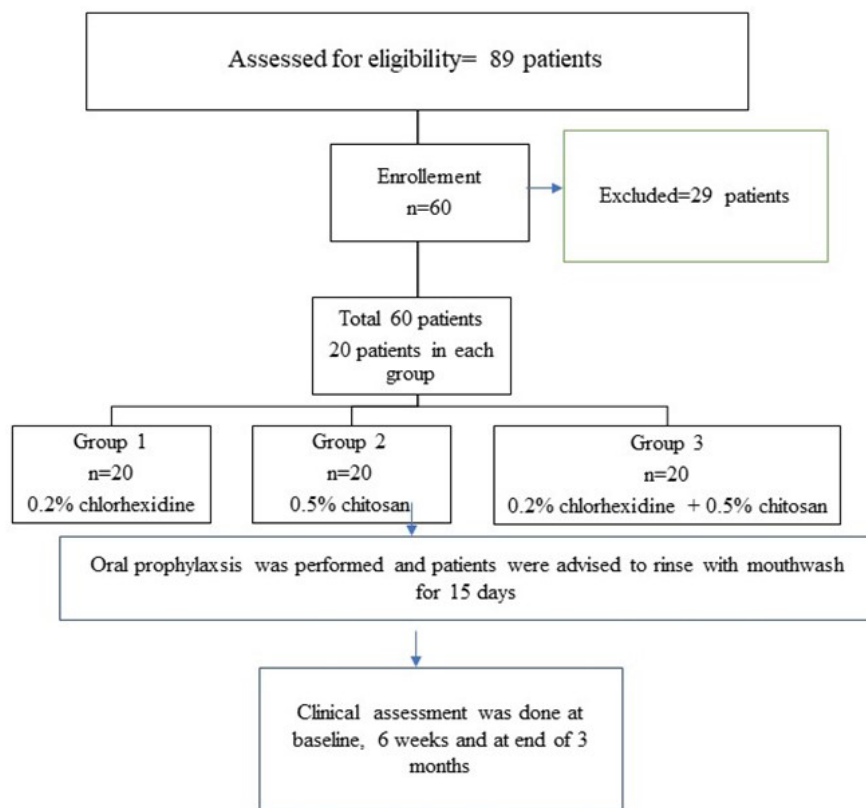 Assessed for eligibility= 89 patients
Enrollement
n=60
Excluded=29 patients
Total 60 patients
20 patients in each
group
Group 1
n=20
0.2% chlorhexidine
Group 2
n=20
0.5% chitosan
Group 3
n=20
0.2% chlorhexidine + 0.5% chitosan
Oral prophylaxsis was performed and patients were advised to rinse with mouthwash
for 15 days
Clinical assessment was done at
baseline, 6 weeks and at end of 3
months